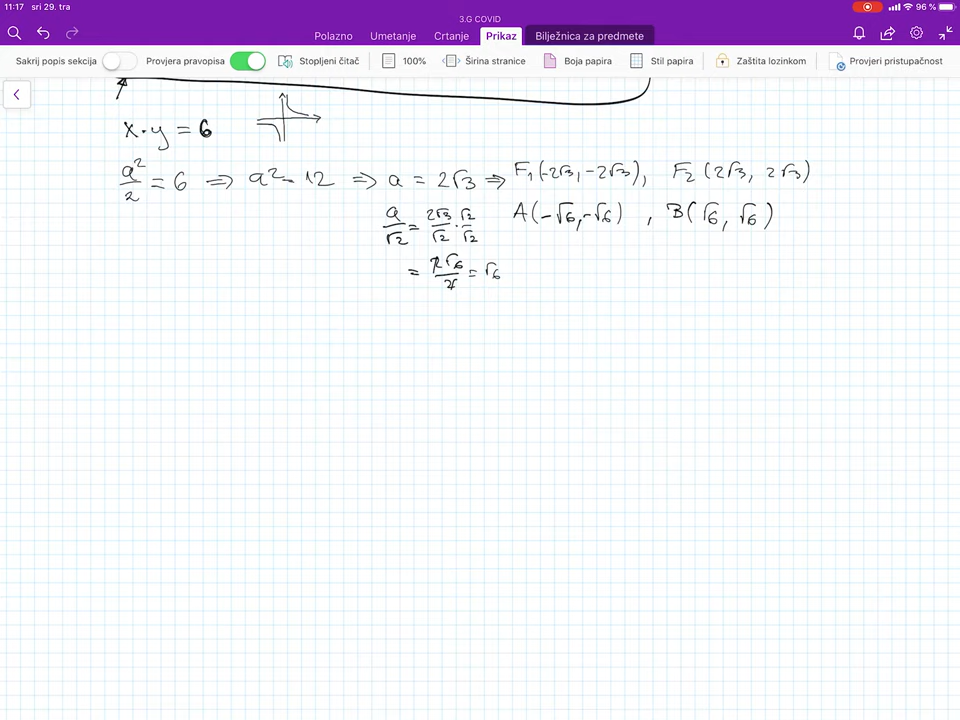 11:17 sri 29. tra 96 %
3.G COVID
Polazno Umetanje Crtanje Prikaz Bilježnica za predmete
Sakrij popis sekcija Provjera pravopisa Stopljeni čitač 100% Širina stranice Boja papira Stil papira Zaštita lozinkom Provjeri pristupačnost
x·y = 6
a²/2 = 6 ⇒ a² = 12 ⇒ a = 2√3 ⇒ F₁(-2√3, -2√3), F₂(2√3, 2√3)
a/√2 = 2√3/√2 · √2/√2 A(-√6, -√6), B(√6, √6)
= 2√6/2 = √6